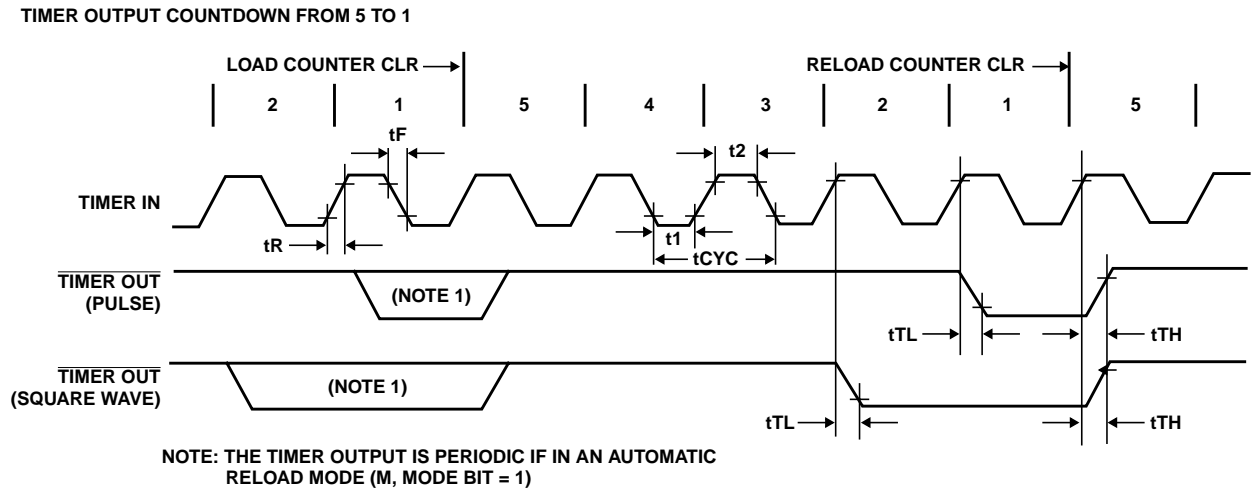 TIMER OUTPUT COUNTDOWN FROM 5 TO 1
LOAD COUNTER CLR
RELOAD COUNTER CLR
2 1 5 4 3 2 1 5
tF
t2
TIMER IN
tR
t1
tCYC
TIMER OUT
(PULSE)
(NOTE 1)
tTL
tTH
TIMER OUT
(SQUARE WAVE)
(NOTE 1)
tTL
tTH
NOTE: THE TIMER OUTPUT IS PERIODIC IF IN AN AUTOMATIC
RELOAD MODE (M, MODE BIT = 1)